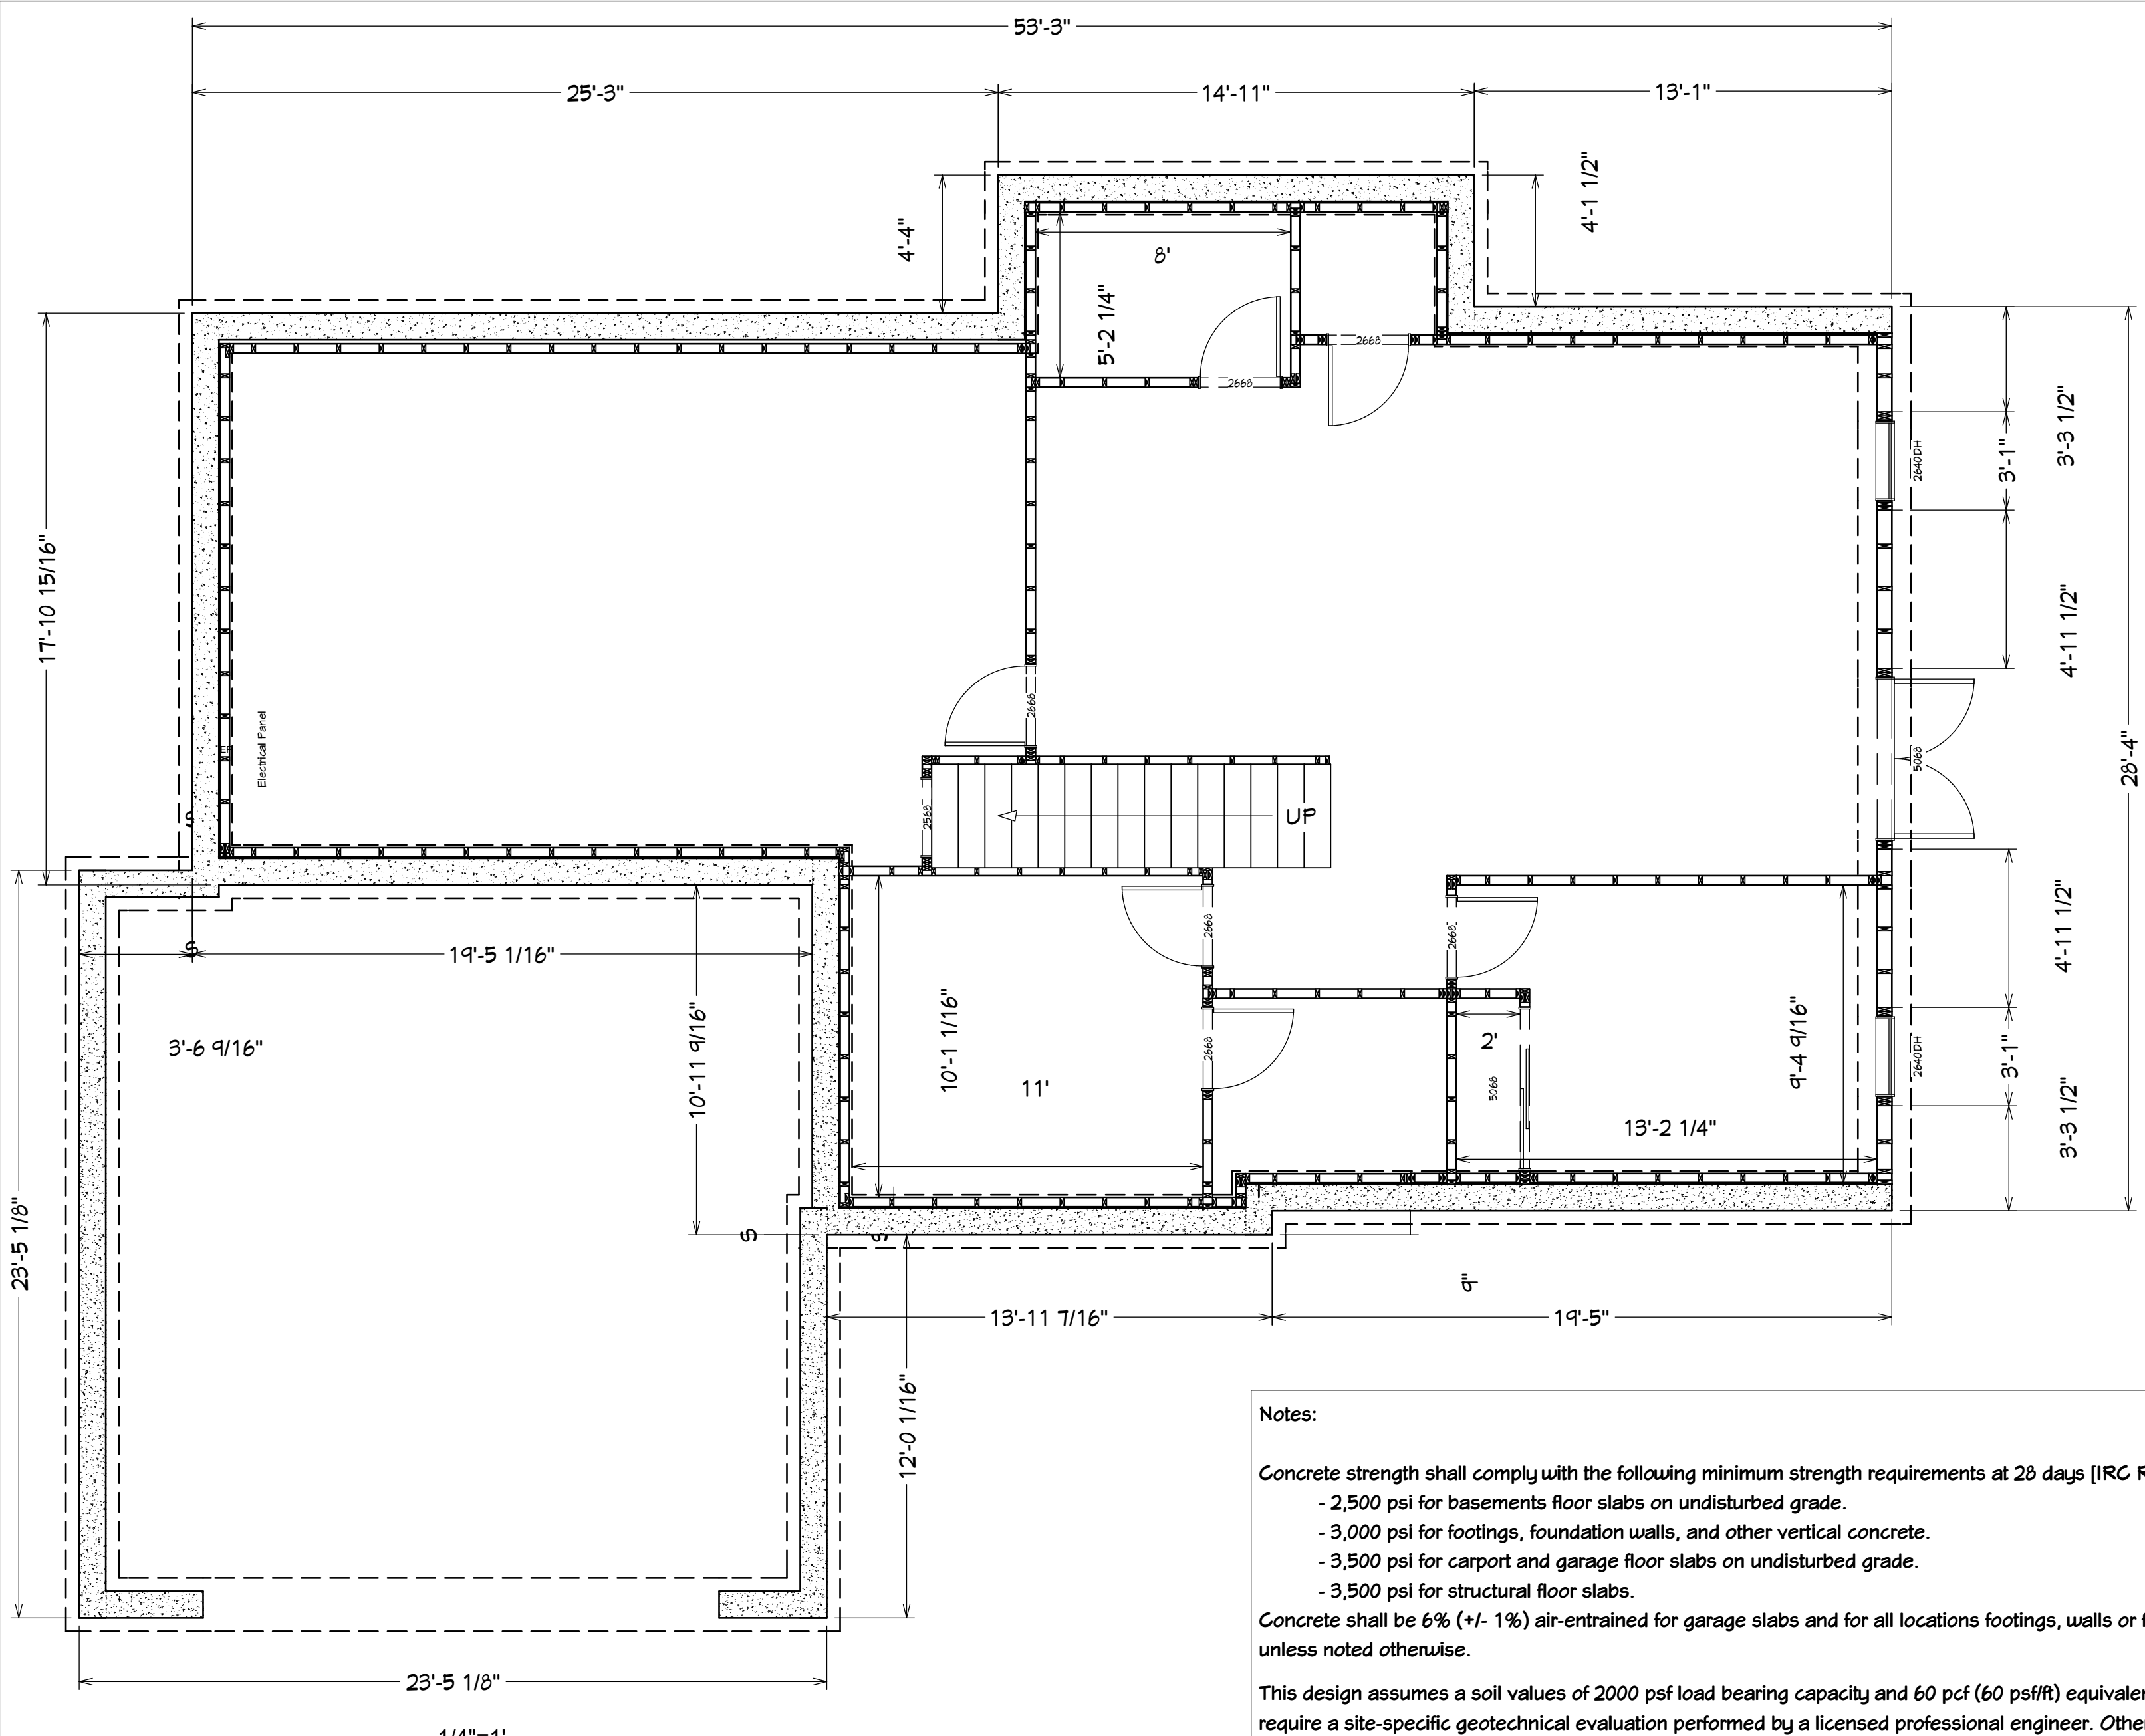 53'-3"
25'-3"
14'-11"
13'-1"
4'-1 1/2"
4'-4"
8'
5'-2 1/4"
2668
2668
3'-3 1/2"
3'-1"
2640DH
17'-10 15/16"
4'-11 1/2"
2668
Electrical Panel
5068
28'-4"
2568
UP
S
S
19'-5 1/16"
2668
2668
4'-11 1/2"
3'-6 9/16"
10'-11 9/16"
10'-1 1/16"
11'
2668
2'
5068
9'-4 9/16"
13'-2 1/4"
2640DH
3'-1"
3'-3 1/2"
S
S
23'-5 1/8"
9"
13'-11 7/16"
19'-5"
12'-0 1/16"
23'-5 1/8"
1/4"=1'
Notes:
Concrete strength shall comply with the following minimum strength requirements at 28 days [IRC R
- 2,500 psi for basements floor slabs on undisturbed grade.
- 3,000 psi for footings, foundation walls, and other vertical concrete.
- 3,500 psi for carport and garage floor slabs on undisturbed grade.
- 3,500 psi for structural floor slabs.
Concrete shall be 6% (+/- 1%) air-entrained for garage slabs and for all locations footings, walls or f
unless noted otherwise.
This design assumes a soil values of 2000 psf load bearing capacity and 60 pcf (60 psf/ft) equivalen
require a site-specific geotechnical evaluation performed by a licensed professional engineer. Othe